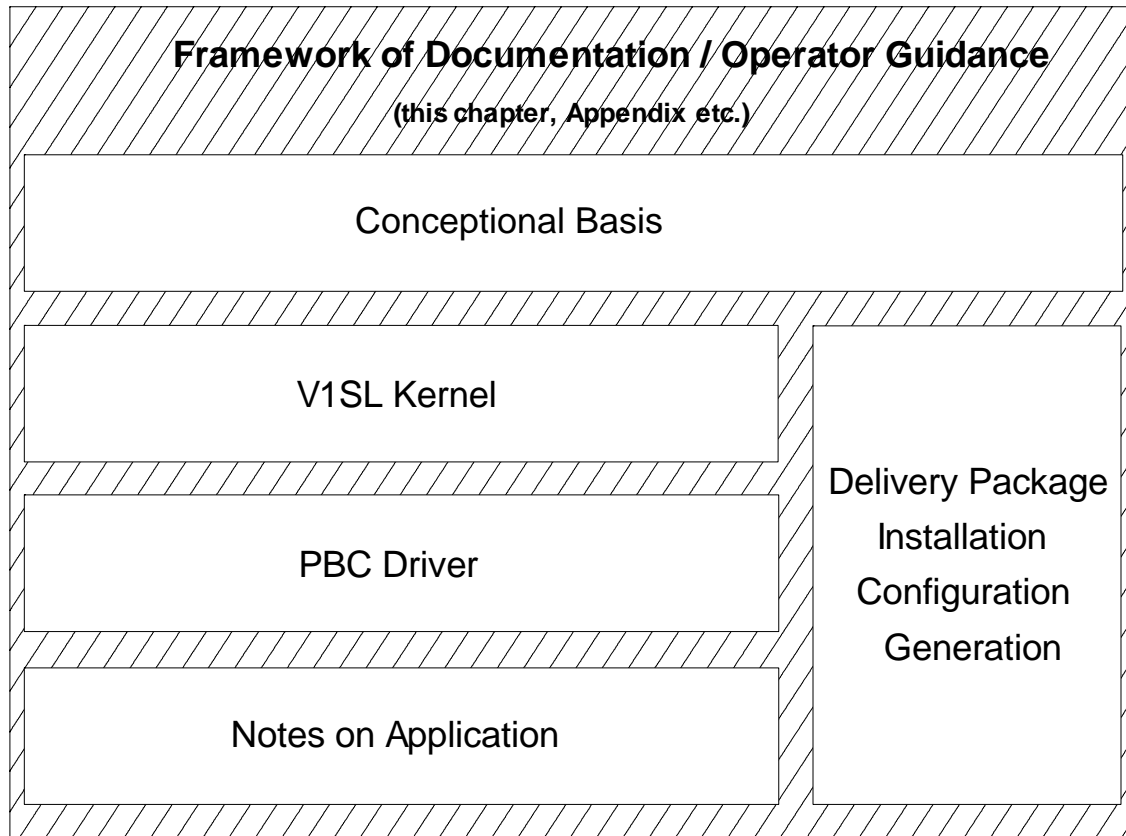 Framework of Documentation / Operator Guidance
(this chapter, Appendix etc.)
Conceptional Basis
V1SL Kernel
PBC Driver
Notes on Application
Delivery Package
Installation
Configuration
Generation